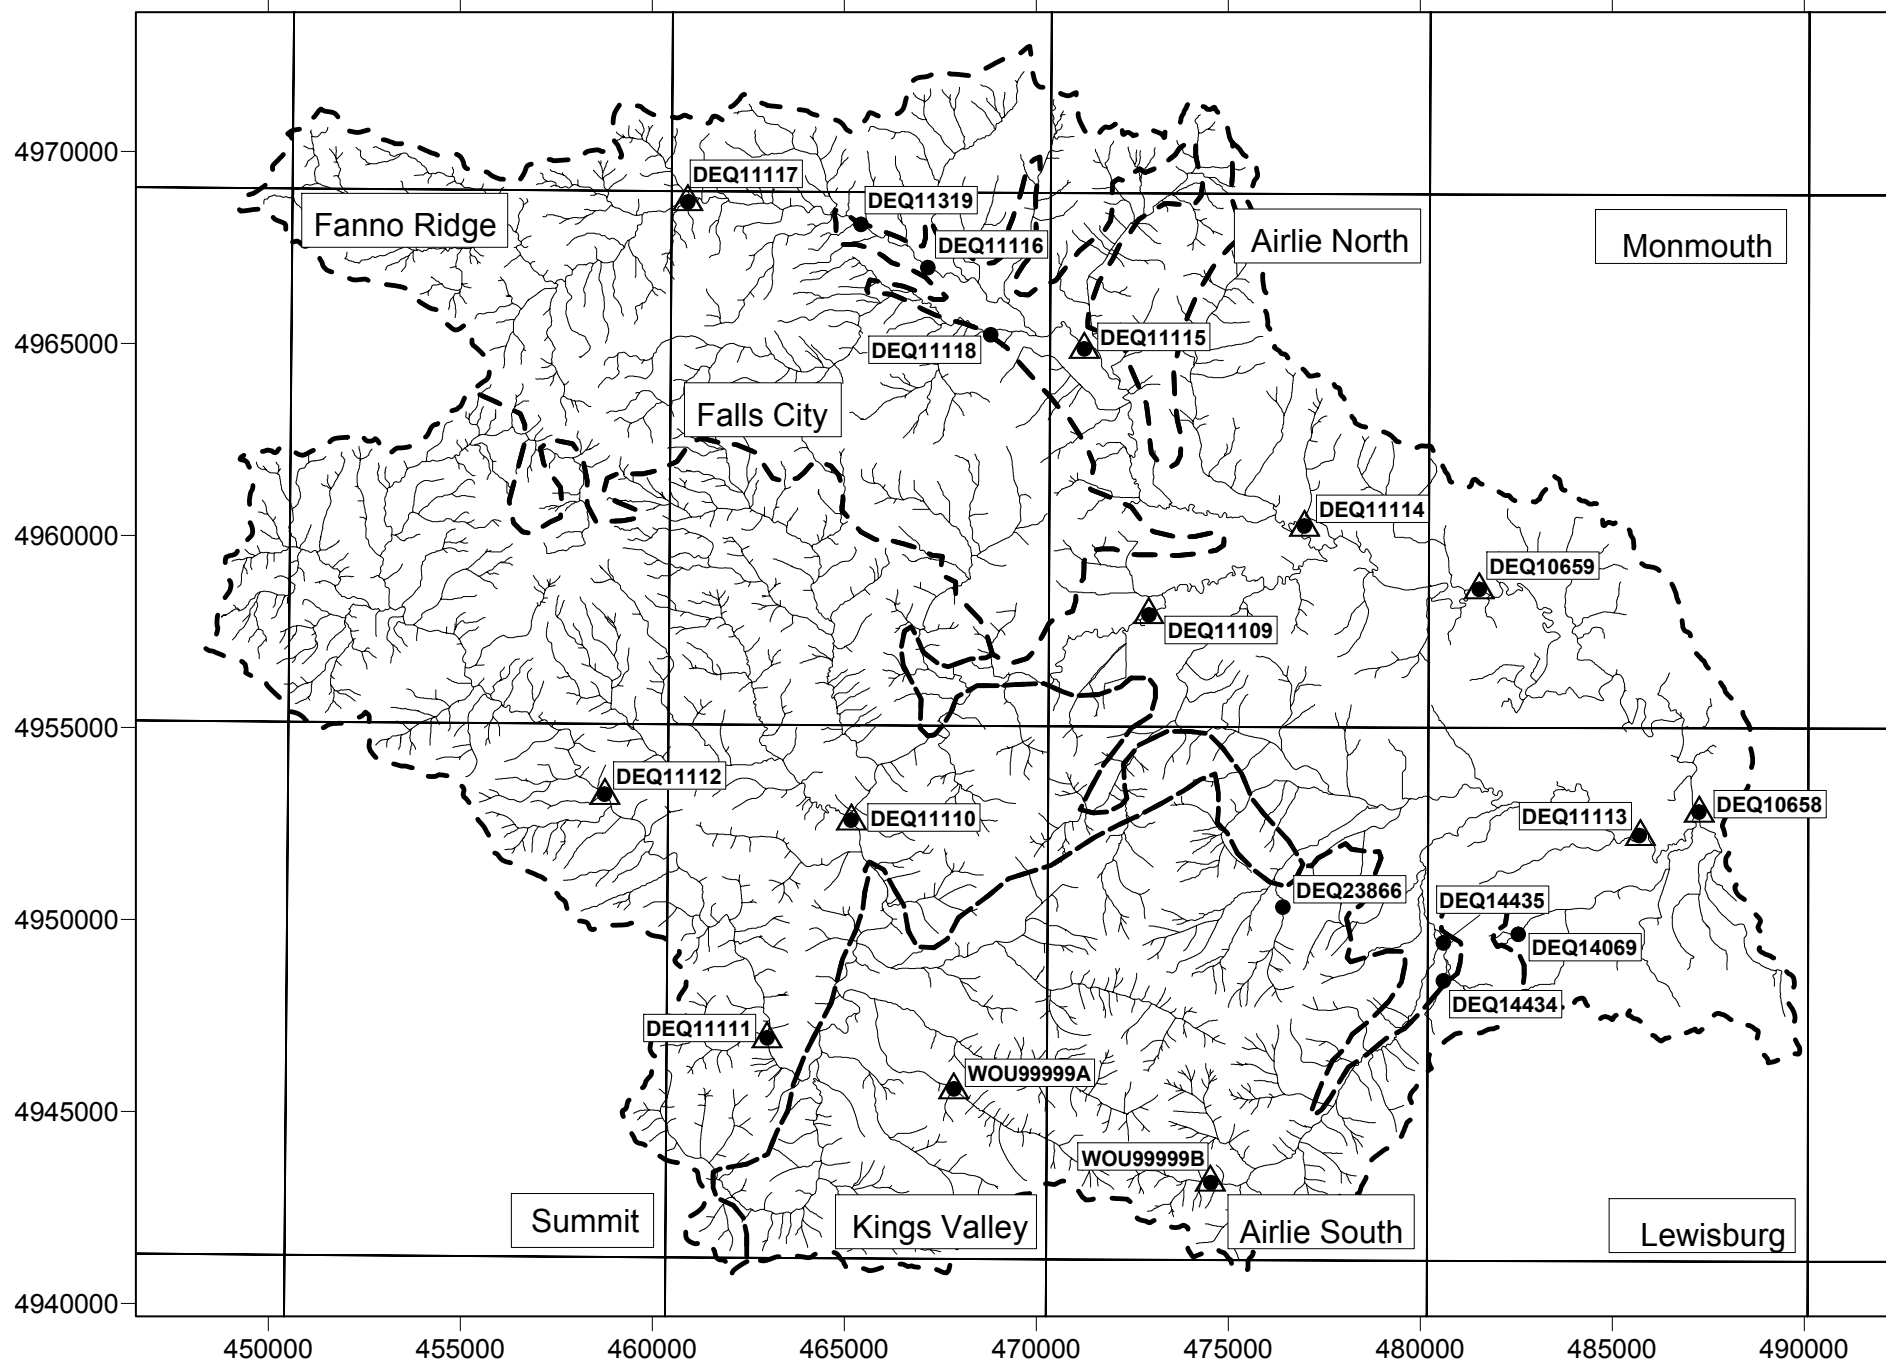 4970000
DEQ11117
DEQ11319
Fanno Ridge
DEQ11116
Airlie North
Monmouth
4965000
DEQ11115
DEQ11118
Falls City
DEQ11114
4960000
DEQ10659
DEQ11109
4955000
DEQ11112
DEQ11110
DEQ11113
DEQ10658
DEQ23866
DEQ14435
4950000
DEQ14069
DEQ14434
DEQ11111
WOU99999A
4945000
WOU99999B
Summit
Kings Valley
Airlie South
Lewisburg
4940000
450000 455000 460000 465000 470000 475000 480000 485000 490000